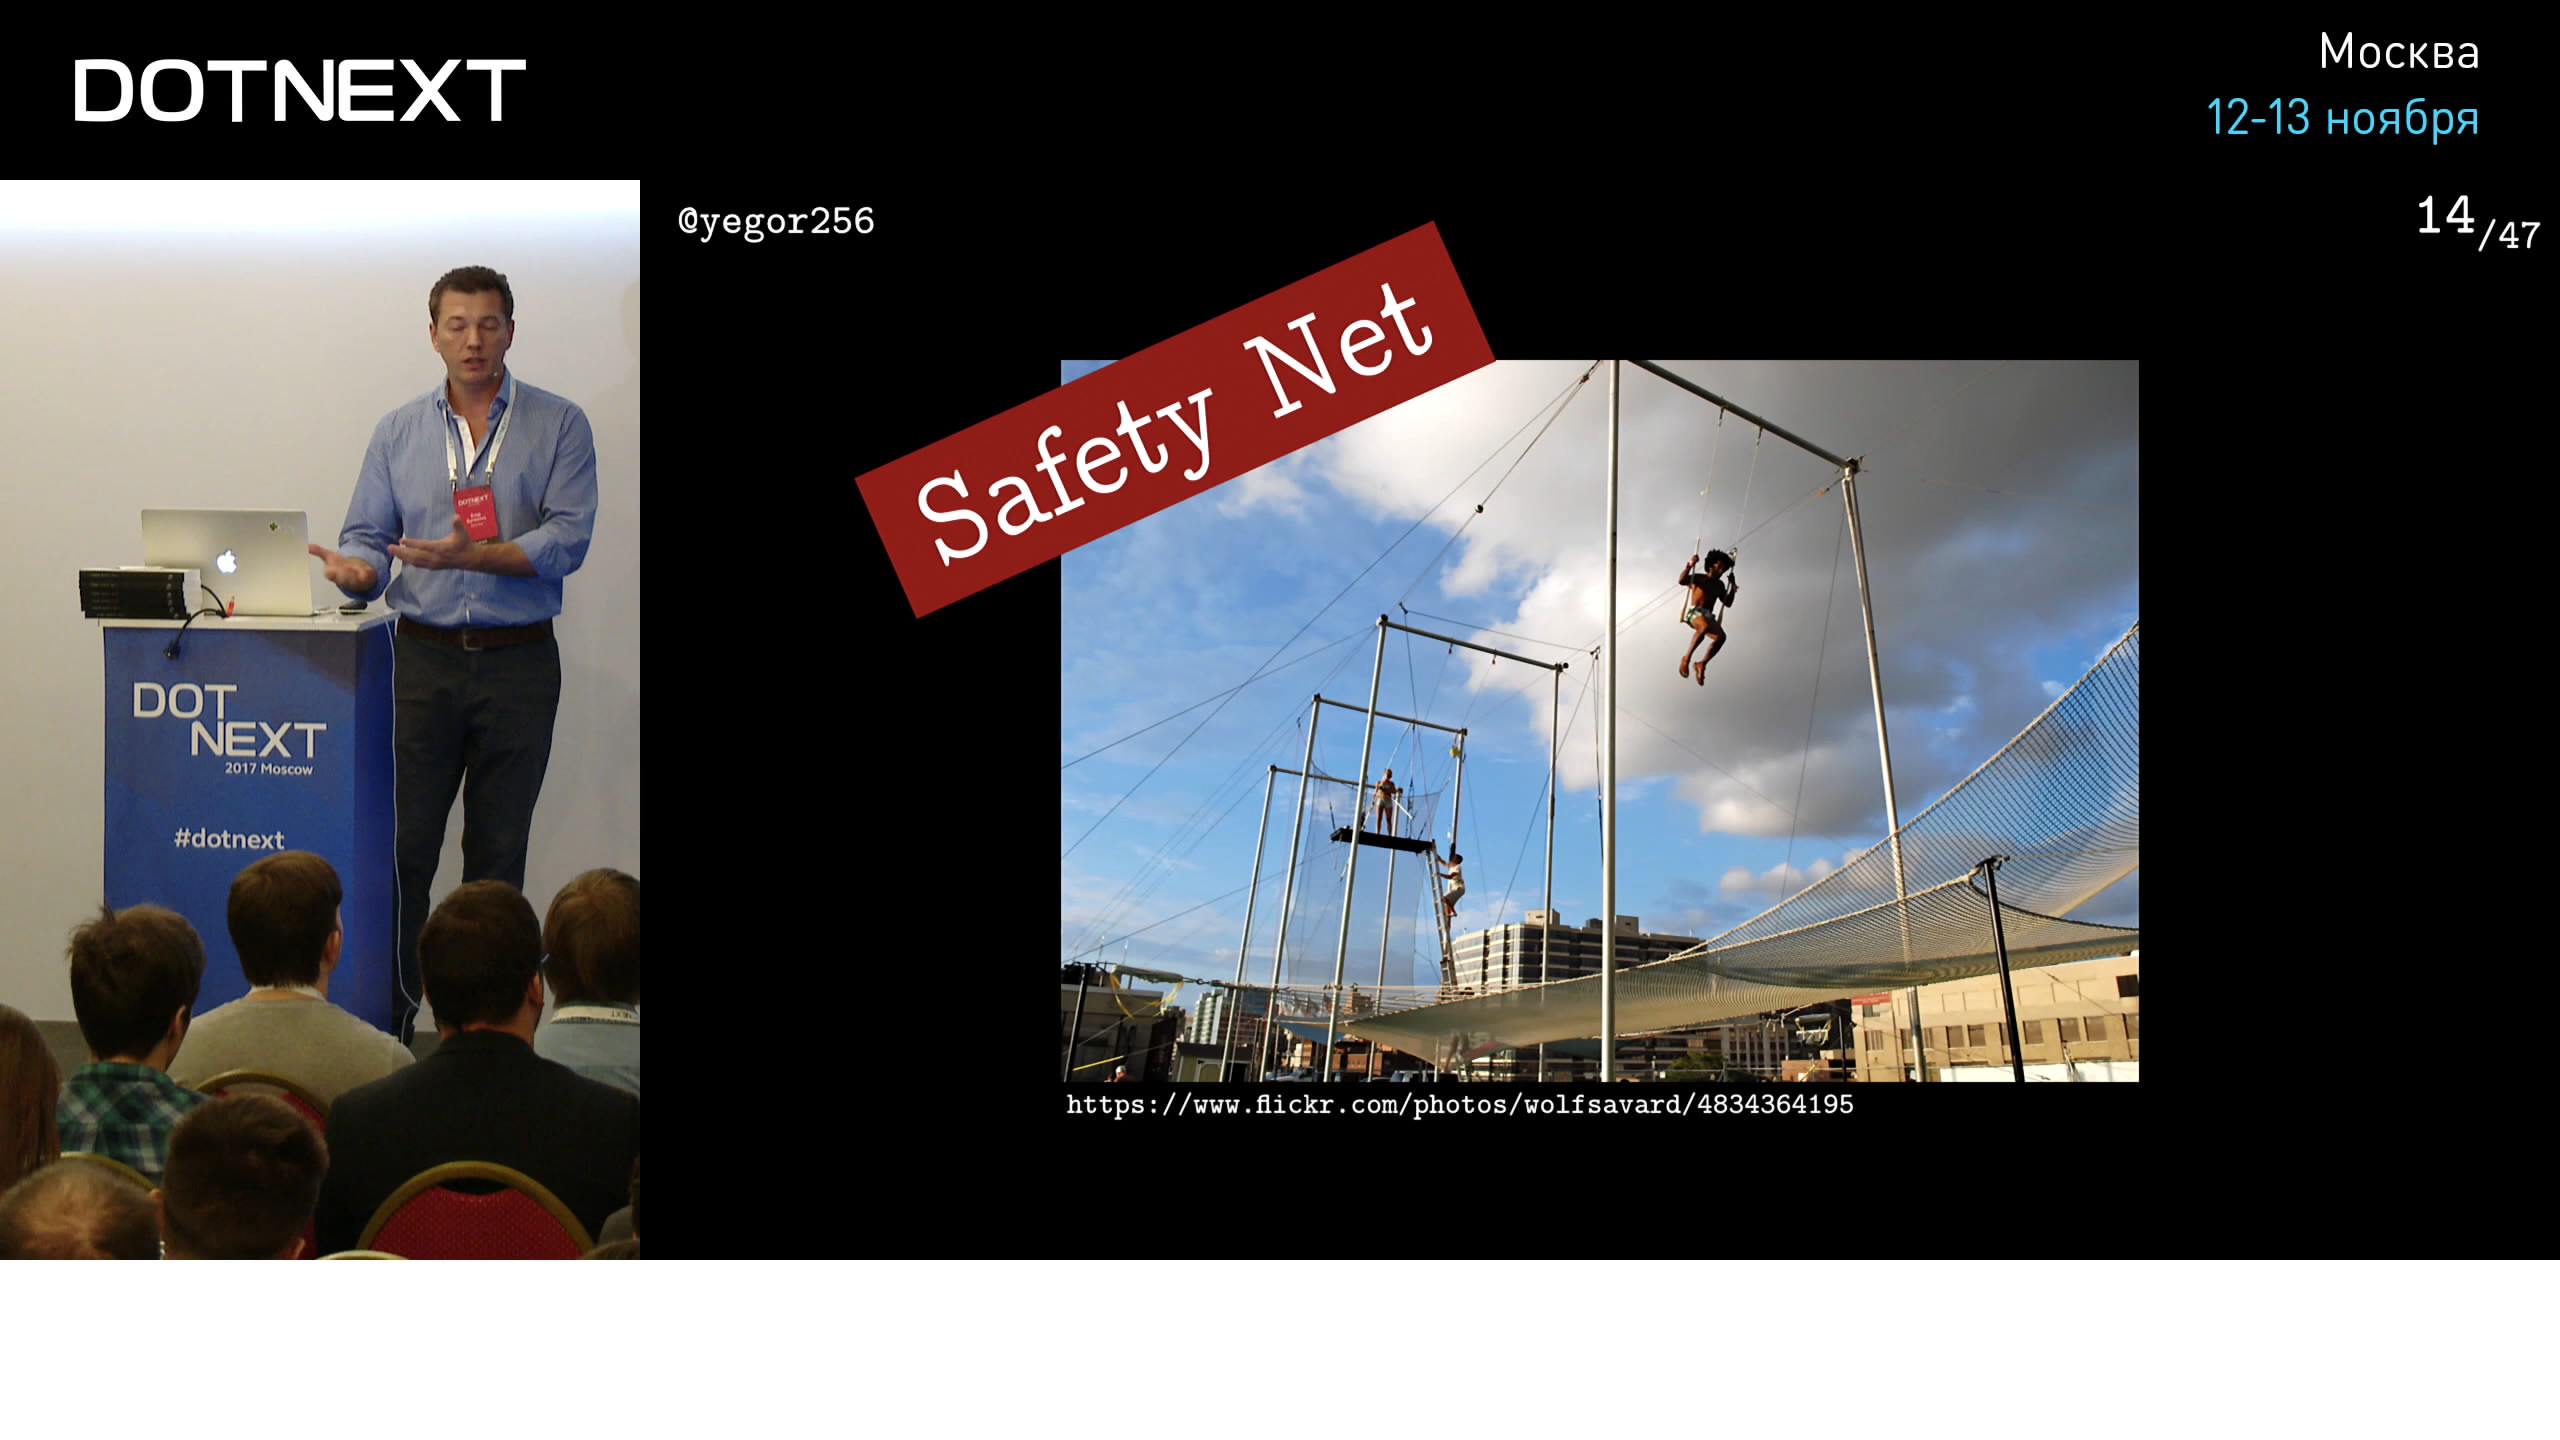 DOTNEXT
Москва
12-13 ноября
@yegor256
14/47
Safety Net
https://www.flickr.com/photos/wolfsavard/4834364195
DOTNEXT
DOT
NEXT
2017 Moscow
#dotnext